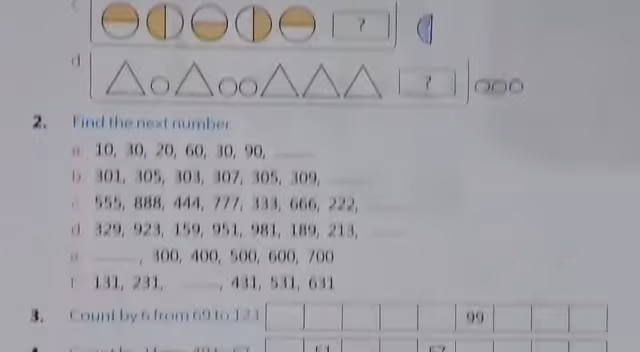 ?
d ?
2. Find the next number
a 10, 30, 20, 60, 30, 90,
b 301, 305, 303, 307, 305, 309,
c 555, 888, 444, 777, 333, 666, 222,
d 329, 923, 159, 951, 981, 189, 213,
e , 300, 400, 500, 600, 700
f 131, 231, , 431, 531, 631
3. Count by 6 from 69 to 123 99